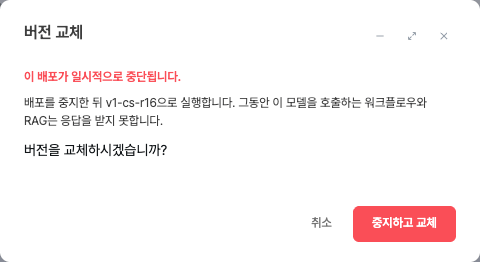 버전 교체
이 배포가 일시적으로 중단됩니다.
배포를 중지한 뒤 v1-cs-r16으로 실행합니다. 그동안 이 모델을 호출하는 워크플로우와
RAG는 응답을 받지 못합니다.
버전을 교체하시겠습니까?
취소
중지하고 교체